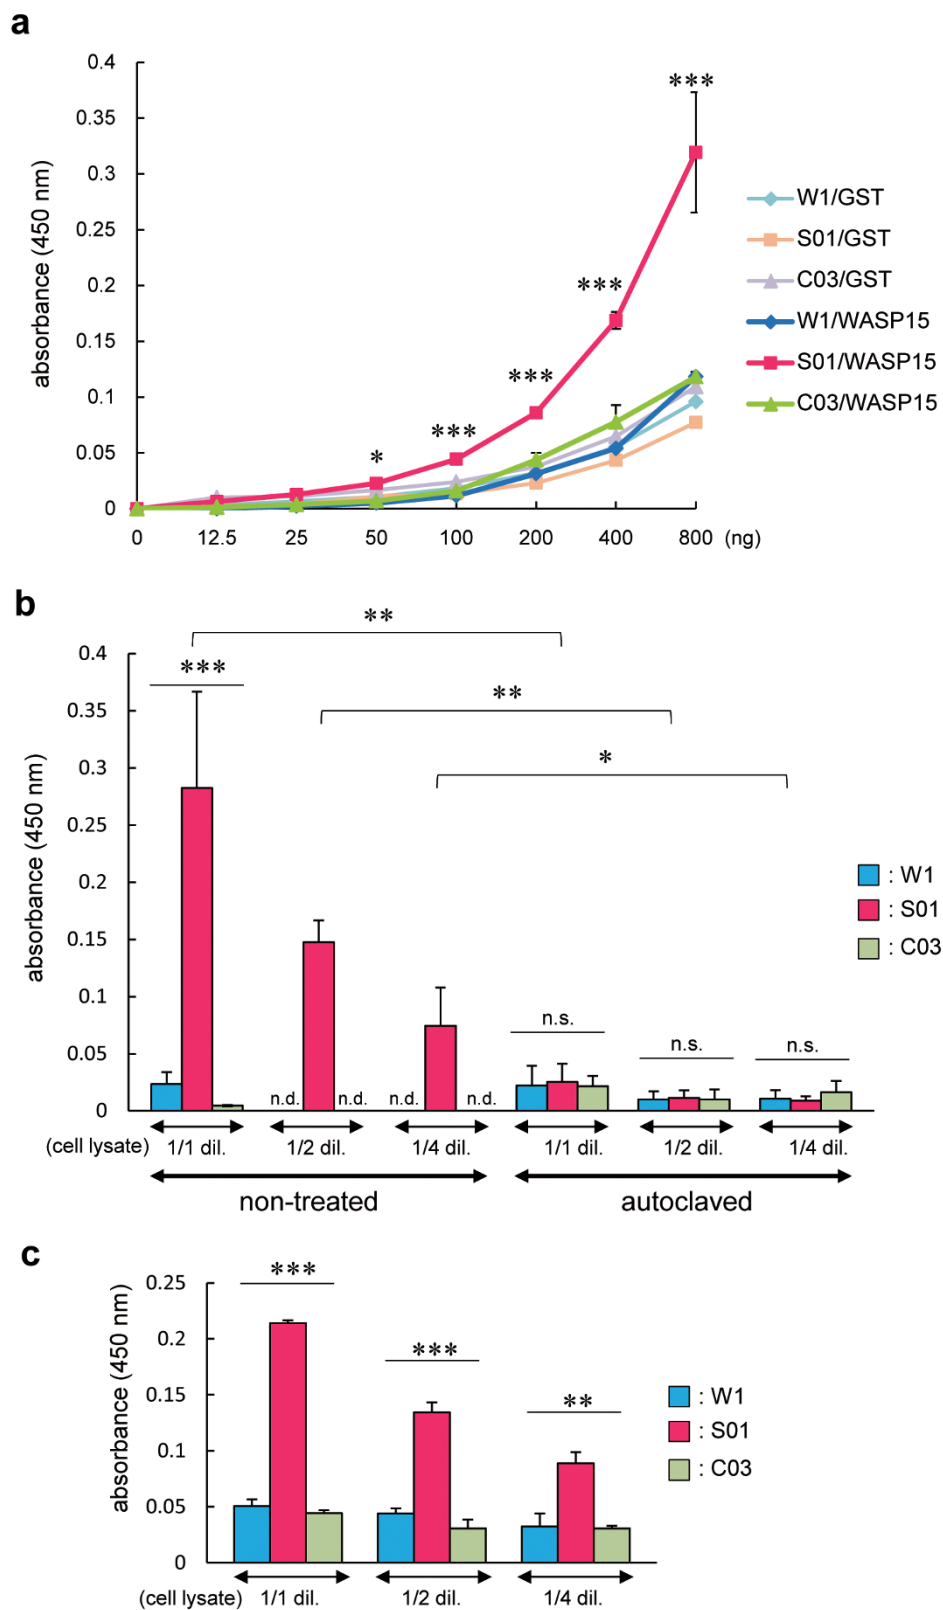 a
absorbance (450 nm)
0.4
0.35
0.3
0.25
0.2
0.15
0.1
0.05
0
***
***
***
***
*
0 12.5 25 50 100 200 400 800 (ng)
W1/GST
S01/GST
C03/GST
W1/WASP15
S01/WASP15
C03/WASP15
b
absorbance (450 nm)
0.4
0.35
0.3
0.25
0.2
0.15
0.1
0.05
0
**
***
**
*
n.d. n.d. n.d. n.d.
n.s. n.s. n.s.
: W1
: S01
: C03
(cell lysate) 1/1 dil. 1/2 dil. 1/4 dil. 1/1 dil. 1/2 dil. 1/4 dil.
non-treated autoclaved
c
absorbance (450 nm)
0.25
0.2
0.15
0.1
0.05
0
***
***
**
: W1
: S01
: C03
(cell lysate) 1/1 dil. 1/2 dil. 1/4 dil.